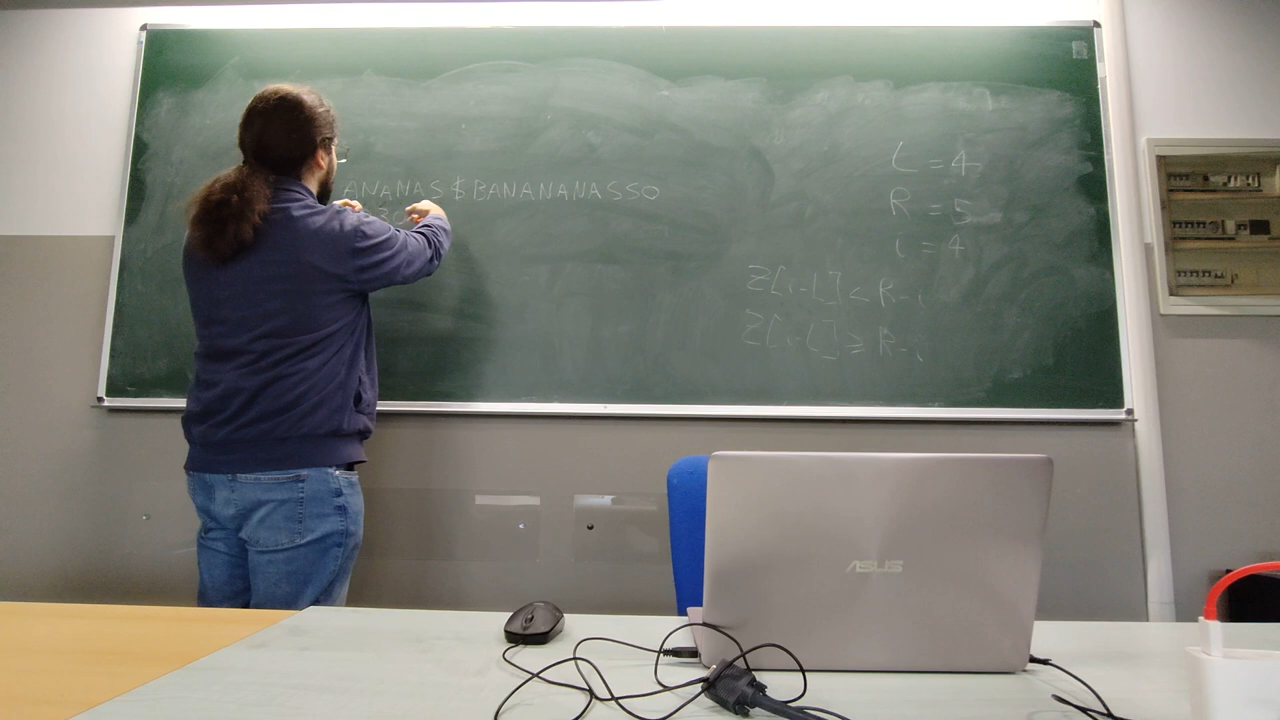 ANANAS$BANANANASSO
L=4
R=5
i=4
Z[i-L]<R-i
Z[i-L]≥R-i
ASUS